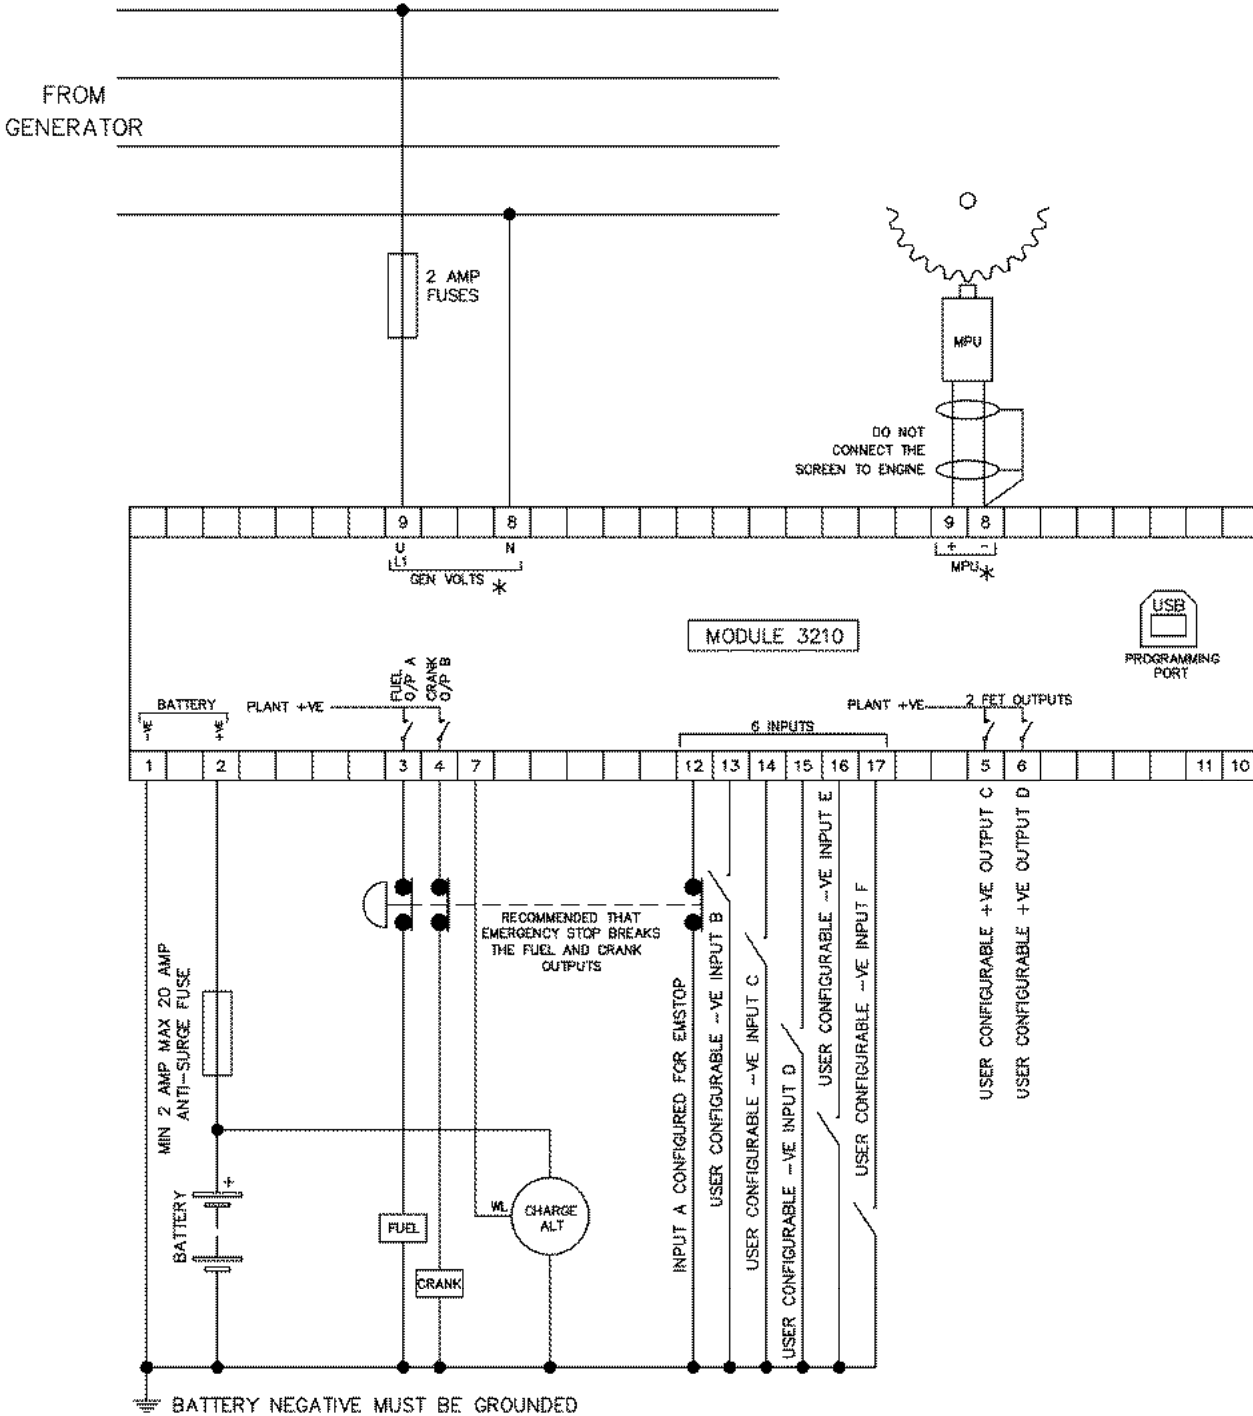 FROM
GENERATOR
2 AMP
FUSES
MPU
DO NOT
CONNECT THE
SCREEN TO ENGINE
9 8 9 8
U
L1
N
GEN VOLTS *
+ -
MPU *
USB
PROGRAMMING
PORT
MODULE 3210
FUEL
O/P A
CRANK
O/P B
BATTERY
-VE
+VE
PLANT +VE
6 INPUTS
PLANT +VE
2 FET OUTPUTS
1 2 3 4 7 12 13 14 15 16 17 5 6 11 10
RECOMMENDED THAT
EMERGENCY STOP BREAKS
THE FUEL AND CRANK
OUTPUTS
MIN 2 AMP MAX 20 AMP
ANTI-SURGE FUSE
INPUT A CONFIGURED FOR EMSTOP
USER CONFIGURABLE -VE INPUT B
USER CONFIGURABLE -VE INPUT C
USER CONFIGURABLE -VE INPUT D
USER CONFIGURABLE -VE INPUT E
USER CONFIGURABLE -VE INPUT F
USER CONFIGURABLE +VE OUTPUT C
USER CONFIGURABLE +VE OUTPUT D
+
BATTERY
FUEL
CRANK
WL
CHARGE
ALT
BATTERY NEGATIVE MUST BE GROUNDED